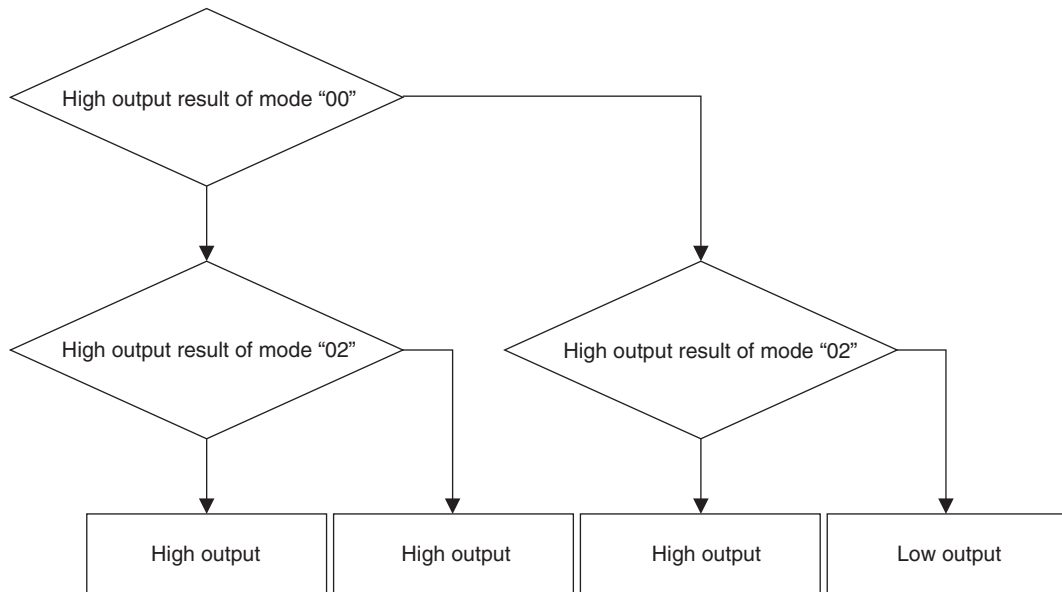 High output result of mode “00”
High output result of mode “02”
High output result of mode “02”
High output
High output
High output
Low output